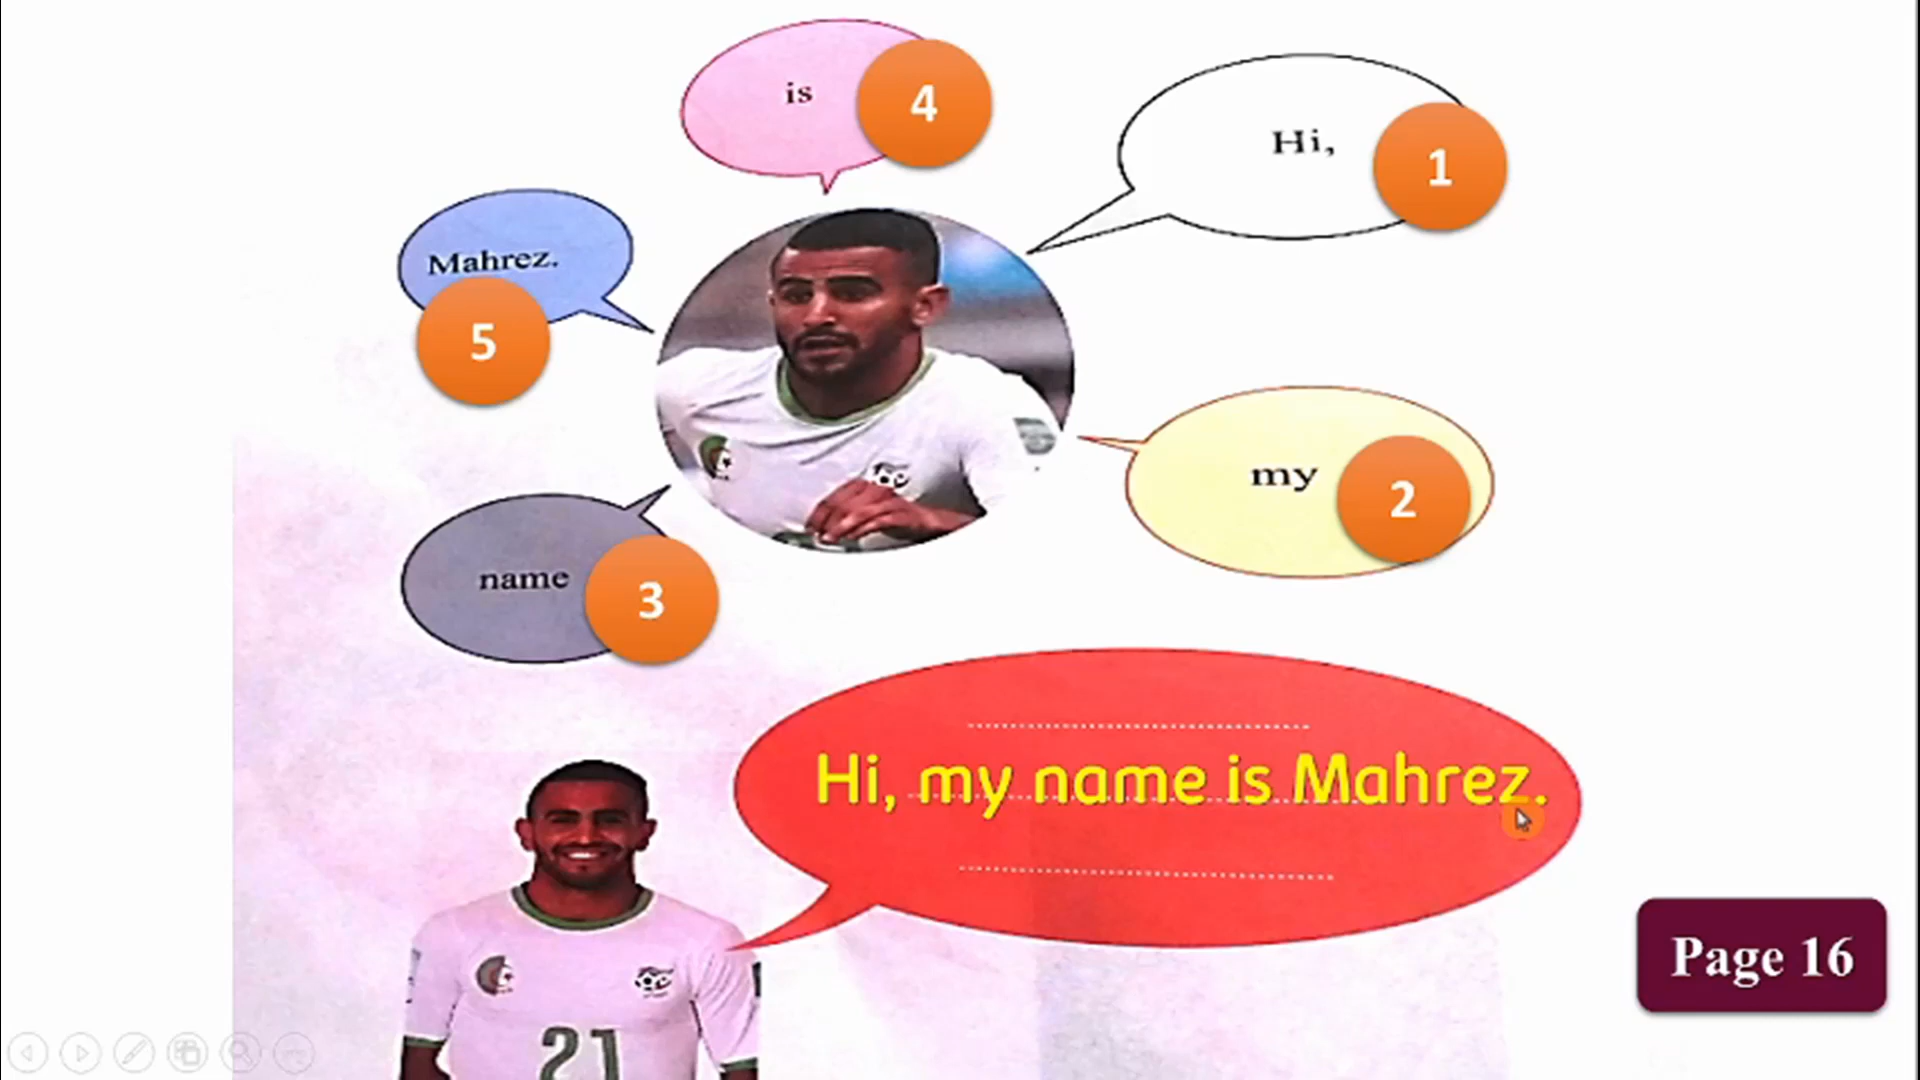 is
4
Hi,
1
Mahrez.
5
my
2
name
3
Hi, my name is Mahrez.
21
Page 16